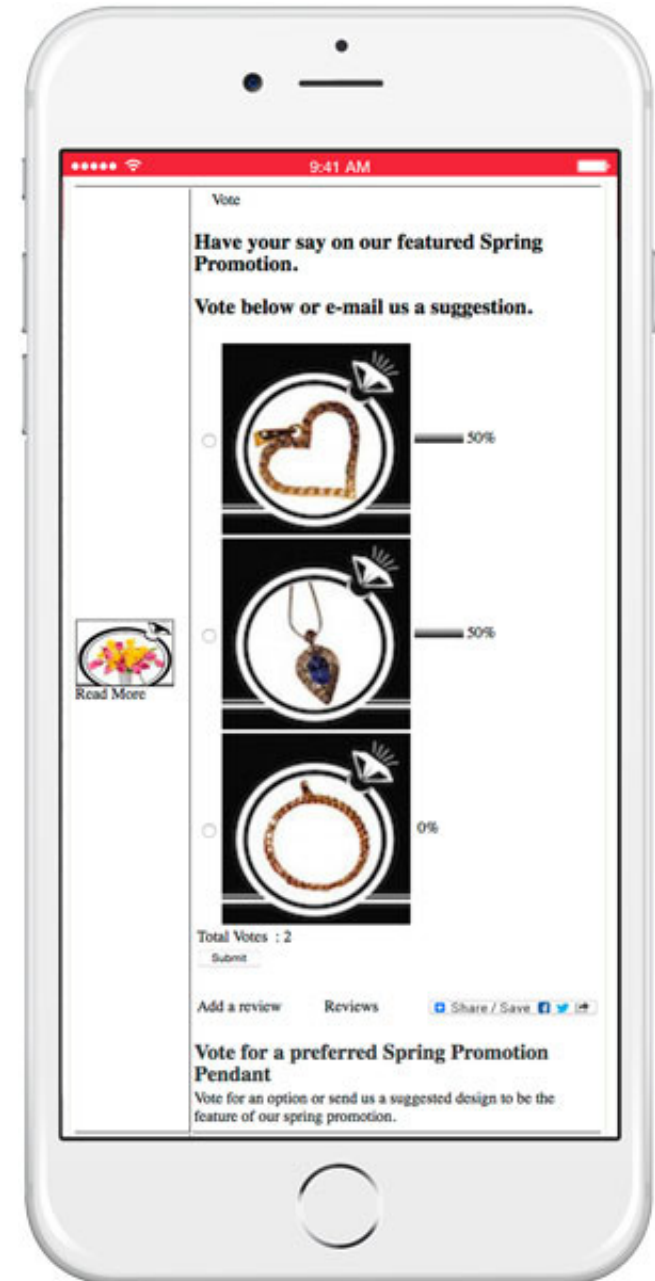 9:41 AM
Vote
Have your say on our featured Spring
Promotion.
Vote below or e-mail us a suggestion.
50%
50%
Read More
0%
Total Votes : 2
Submit
Add a review Reviews Share / Save
Vote for a preferred Spring Promotion
Pendant
Vote for an option or send us a suggested design to be the
feature of our spring promotion.